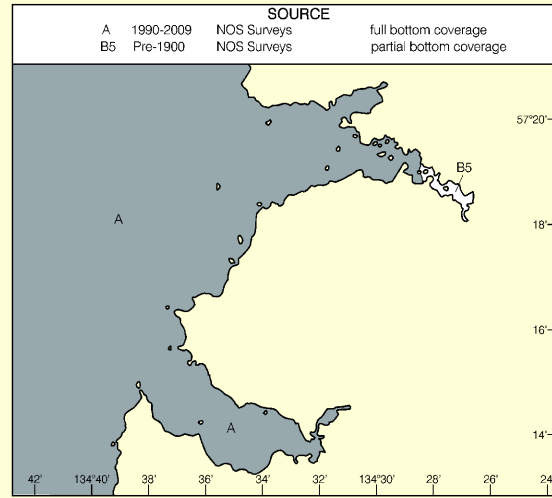 SOURCE
A 1990-2009 NOS Surveys full bottom coverage
B5 Pre-1900 NOS Surveys partial bottom coverage
57°20'
B5
A
18'
16'
A
14'
42' 134°40' 38' 36' 34' 32' 134°30' 28' 26' 24'